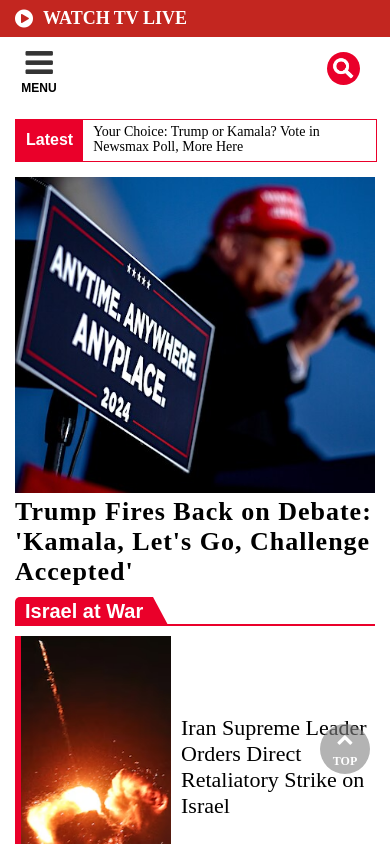 WATCH TV LIVE
MENU
Latest
Your Choice: Trump or Kamala? Vote in
Newsmax Poll, More Here
ANYTIME. ANYWHERE.
ANYPLACE.
2024
Trump Fires Back on Debate:
'Kamala, Let's Go, Challenge
Accepted'
Israel at War
Iran Supreme Leader
Orders Direct
Retaliatory Strike on
Israel
TOP